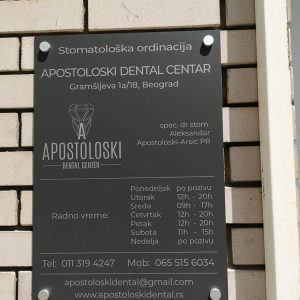 Stomatološka ordinacija
APOSTOLOSKI DENTAL CENTAR
Gramšijeva 1a/18, Beograd
A
APOSTOLOSKI
DENTAL CENTER
spec. dr stom.
Aleksandar
Apostoloski-Arsić PR
Radno vreme:
Ponedeljak po pozivu
Utorak 12h - 20h
Sreda 09h - 17h
Četvrtak 12h - 20h
Petak 12h - 20h
Subota 11h - 15h
Nedelja po pozivu
Tel: 011 319 4247 Mob: 065 515 6034
apostoloskidental@gmail.com
www.apostoloskidental.rs